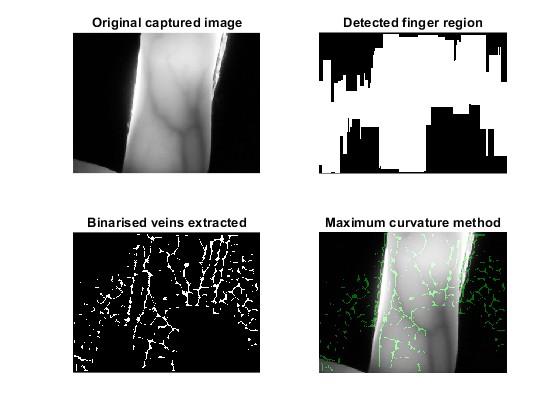 Original captured image
Detected finger region
Binarised veins extracted
Maximum curvature method